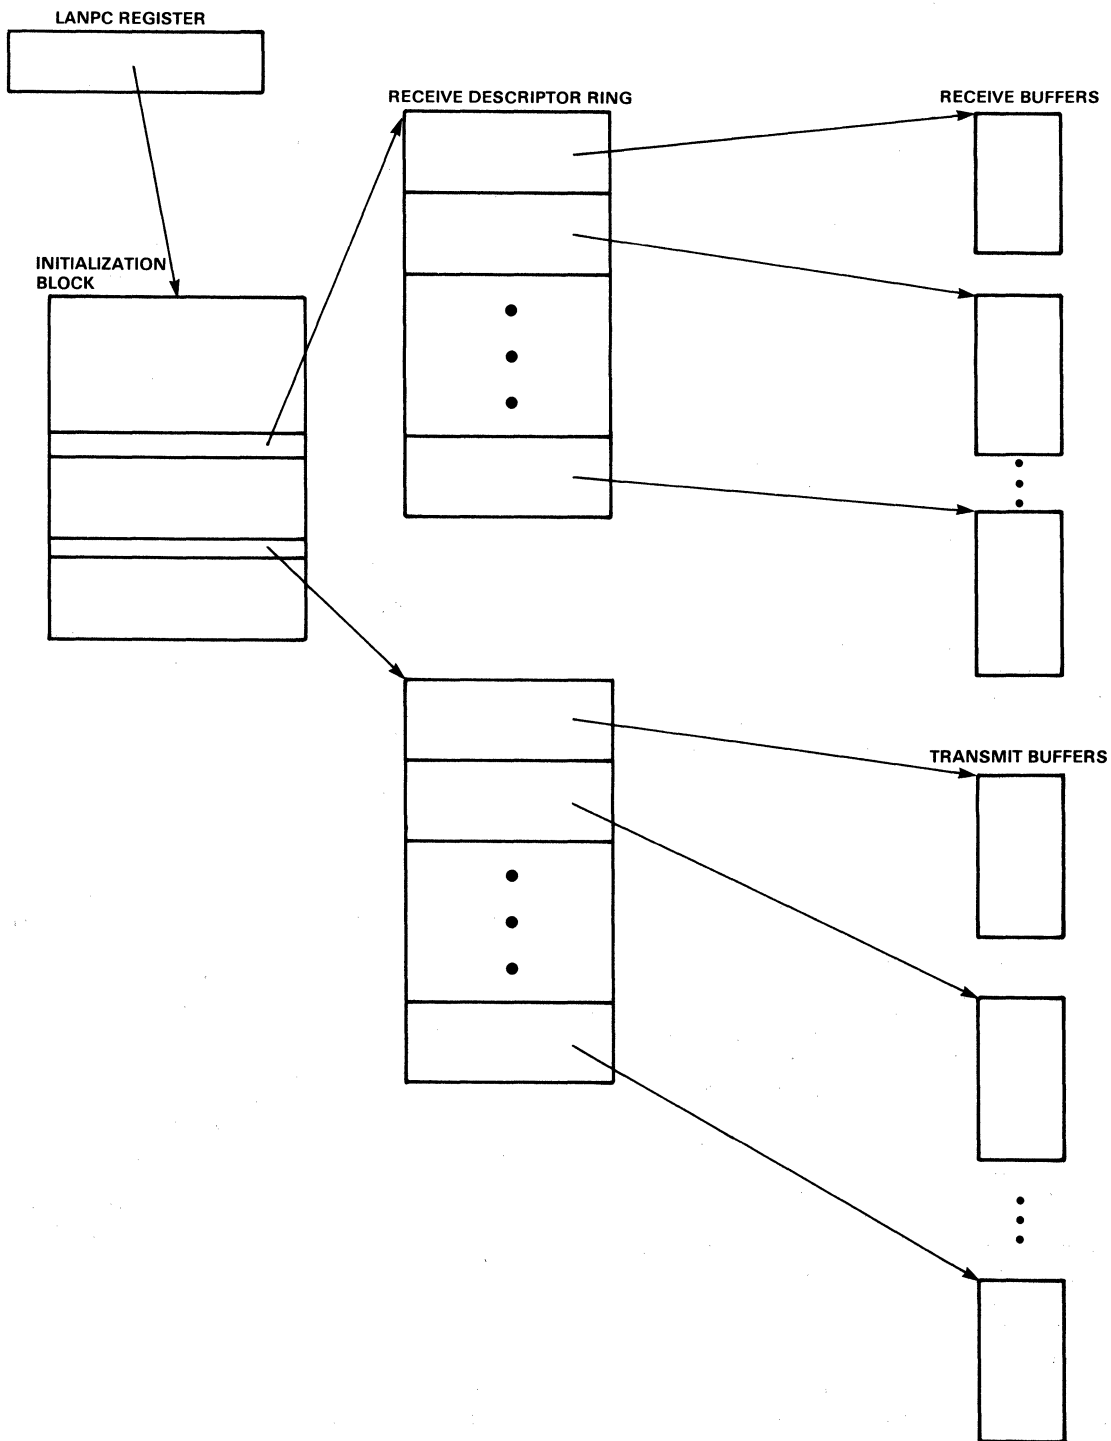 LANPC REGISTER
RECEIVE DESCRIPTOR RING
RECEIVE BUFFERS
INITIALIZATION
BLOCK
TRANSMIT BUFFERS